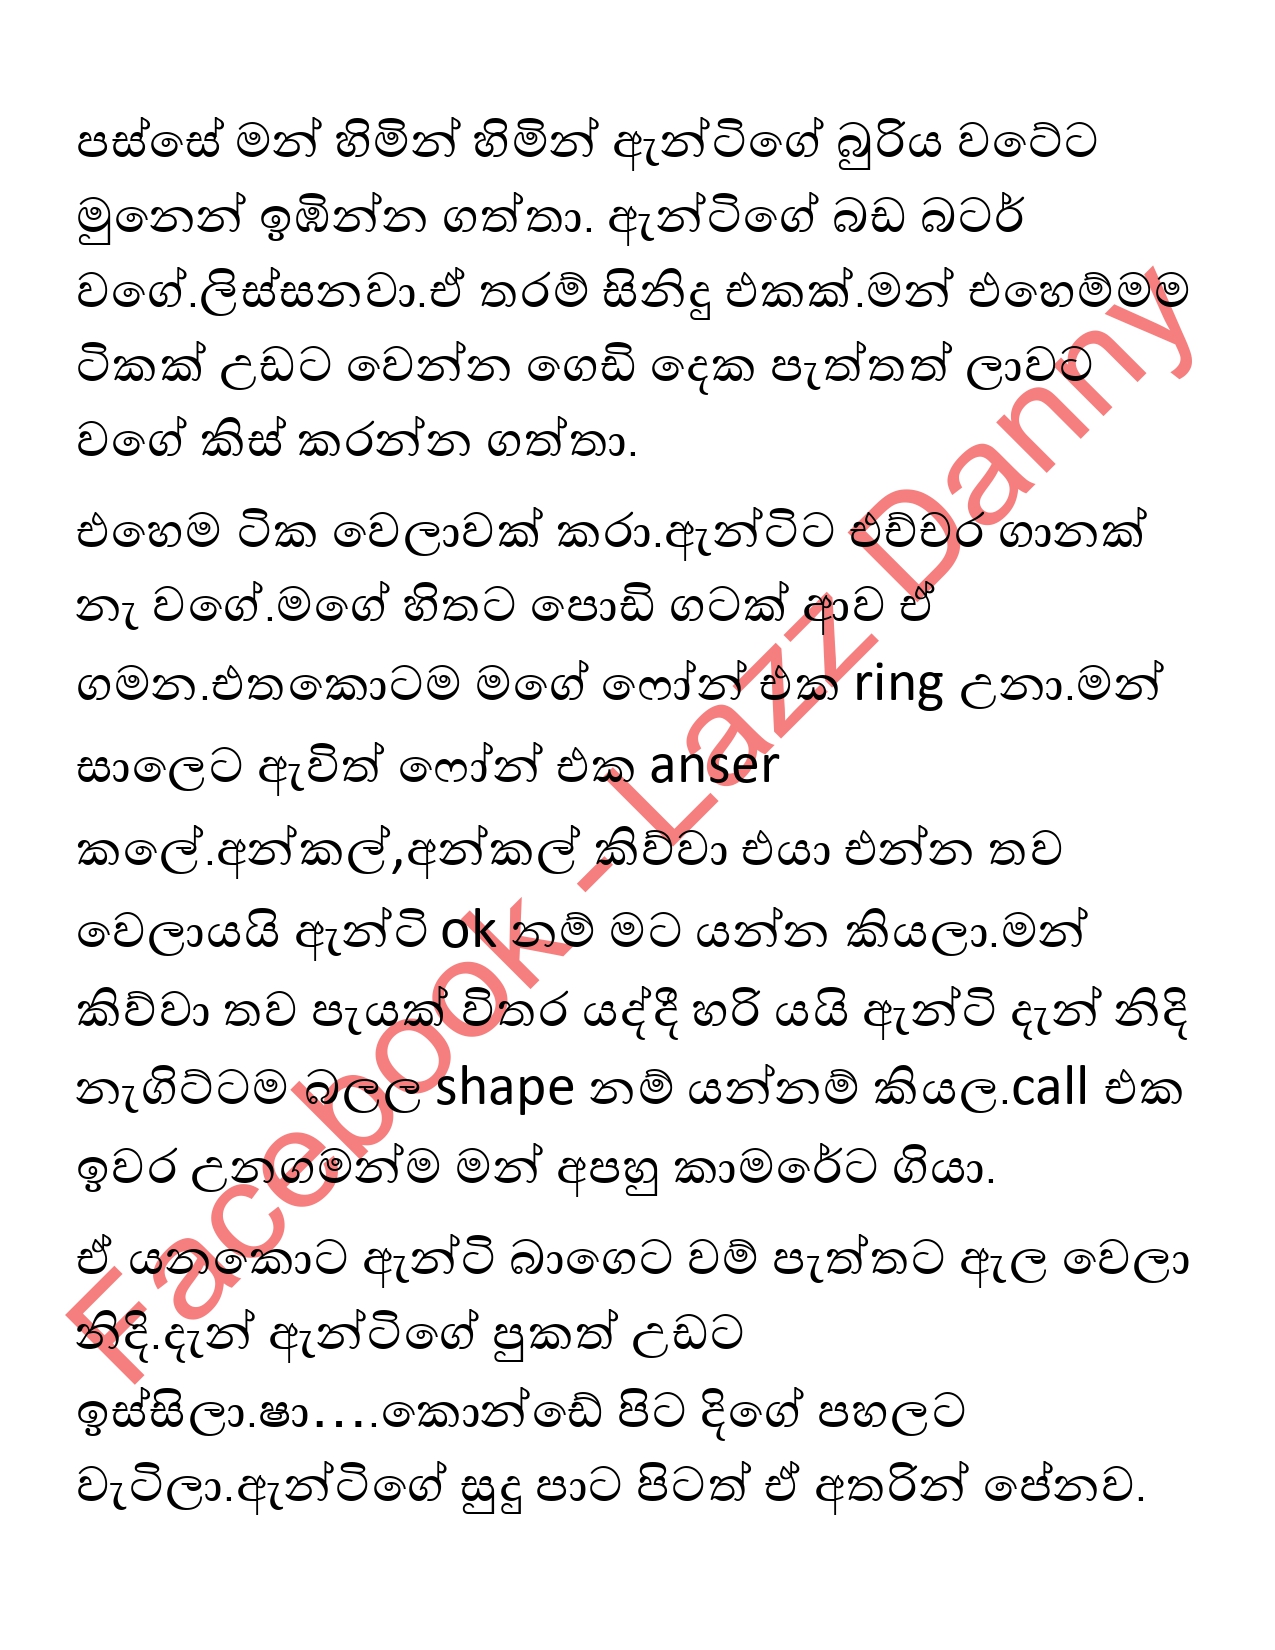 පස්සේ මන් හිමින් හිමින් ඇන්ටිගේ බුරිය වටේට
මුනෙන් ඉඹින්න ගත්තා. ඇන්ටිගේ බඩ බටර්
වගේ.ලිස්සනවා.ඒ තරම් සිනිදු එකක්.මන් එහෙම්මම
ටිකක් උඩට වෙන්න ගෙඩි දෙක පැත්තත් ලාවට
වගේ කිස් කරන්න ගත්තා.
එහෙම ටික වෙලාවක් කරා.ඇන්ටිට එච්චර ගානක්
නැ වගේ.මගේ හිතට පොඩි ගටක් ආව ඒ
ගමන.එතකොටම මගේ ෆෝන් එක ring උනා.මන්
සාලෙට ඇවිත් ෆෝන් එක anser
කලේ.අන්කල්,අන්කල් කිව්වා එයා එන්න තව
වෙලායයි ඇන්ටි ok නම් මට යන්න කියලා.මන්
කිව්වා තව පැයක් විතර යද්දී හරි යයි ඇන්ටි දැන් නිදි
නැගිට්ටම බලල shape නම් යන්නම් කියල.call එක
ඉවර උනගමන්ම මන් අපහු කාමරේට ගියා.
ඒ යනකොට ඇන්ටි බාගෙට වම් පැත්තට ඇල වෙලා
නිදි.දැන් ඇන්ටිගේ පුකත් උඩට
ඉස්සිලා.ෂා….කොන්ඩේ පිට දිගේ පහලට
වැටිලා.ඇන්ටිගේ සුදු පාට පිටත් ඒ අතරින් පේනව.
Facebook - Lazz Danny